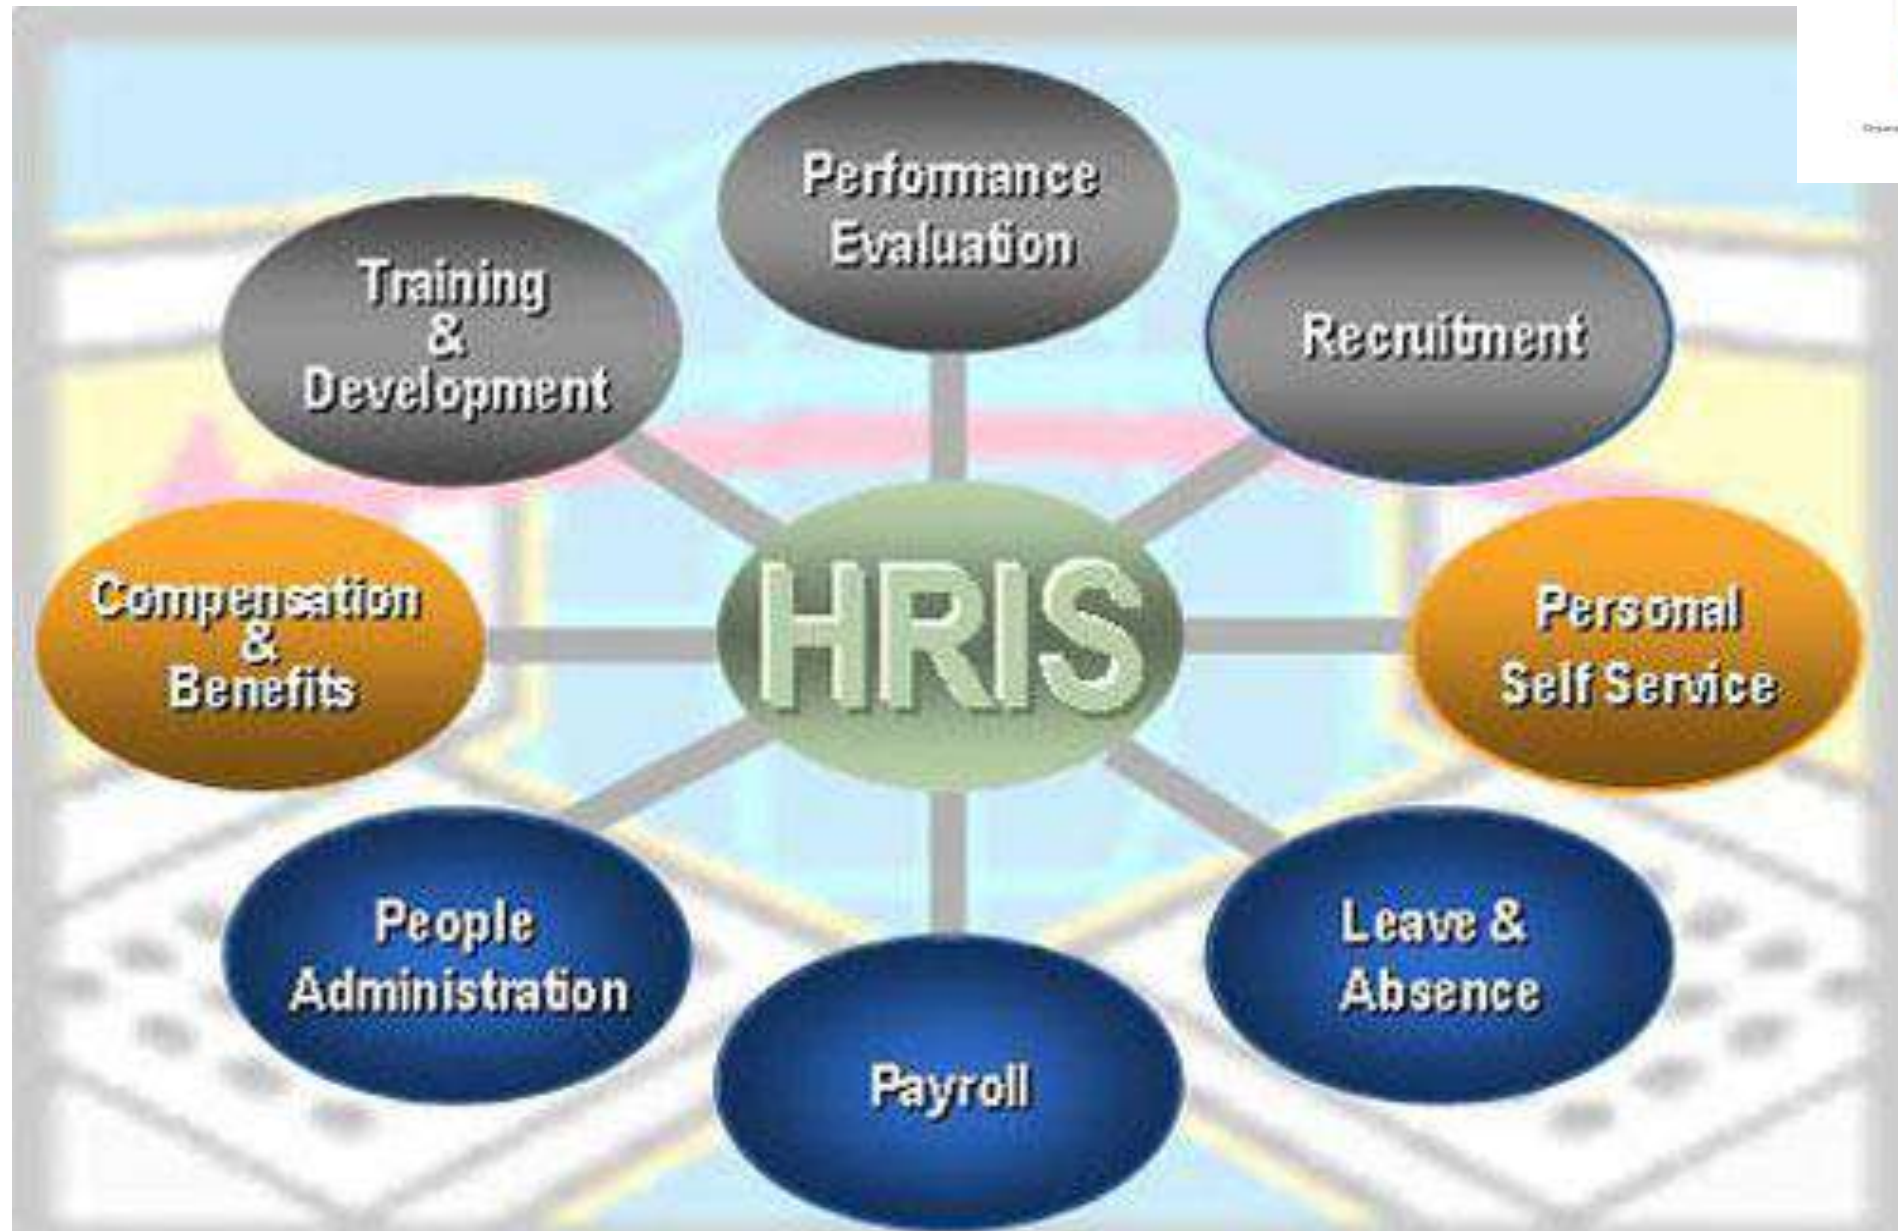 Performance
Evaluation
Training
&
Development
Recruitment
HRIS
Compensation
&
Benefits
Personal
Self Service
People
Administration
Leave &
Absence
Payroll